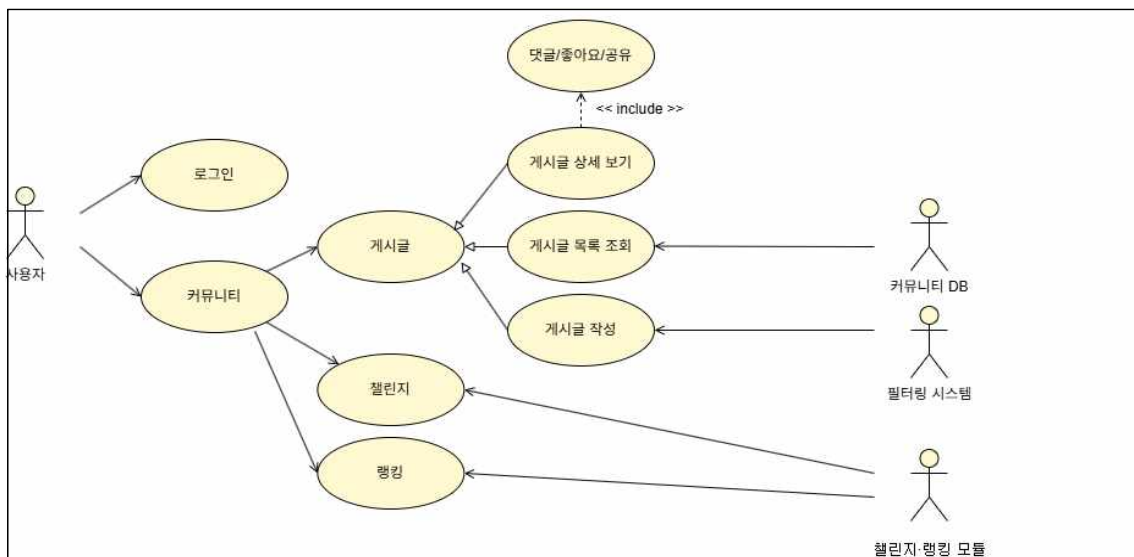 댓글/좋아요/공유
<< include >>
게시글 상세 보기
로그인
게시글
게시글 목록 조회
사용자
커뮤니티
커뮤니티 DB
게시글 작성
챌린지
필터링 시스템
랭킹
챌린지·랭킹 모듈